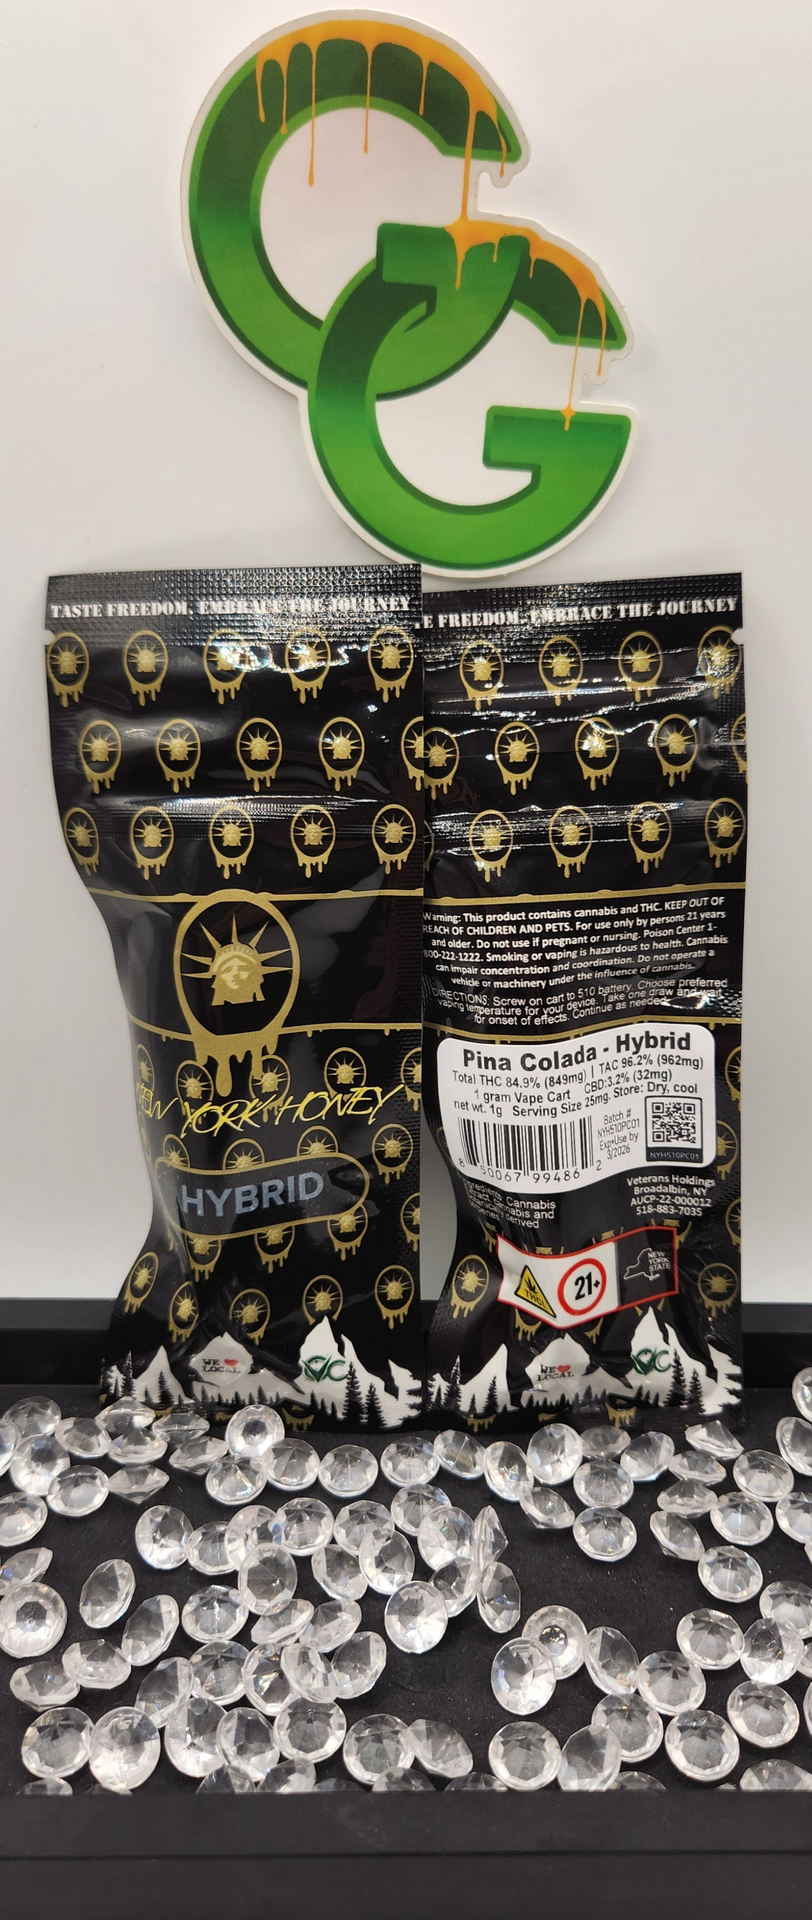 TASTE FREEDOM. EMBRACE THE JOURNEY
NEW YORK HONEY
HYBRID
WE
LOCAL
VC
E FREEDOM. EMBRACE THE JOURNEY
Warning: This product contains cannabis and THC. KEEP OUT OF
REACH OF CHILDREN AND PETS. For use only by persons 21 years
and older. Do not use if pregnant or nursing. Poison Center 1-
800-222-1222. Smoking or vaping is hazardous to health. Cannabis
can impair concentration and coordination. Do not operate a
vehicle or machinery under the influence of cannabis.
DIRECTIONS: Screw on cart to 510 battery. Choose preferred
vaping temperature for your device. Take one draw and wait
for onset of effects. Continue as needed.
Pina Colada - Hybrid
Total THC 84.9% (849mg) | TAC 96.2% (962mg)
1 gram Vape Cart CBD:3.2% (32mg)
net wt. 1g Serving Size 25mg. Store: Dry, cool
Batch #
NYH510PC01
Exp•Use by
3/2026
8 50067 99486 2
NYH510PC01
Cannabis
Extract, Cannabis and
Botanically derived
Veterans Holdings
Broadalbin, NY
AUCP-22-000012
518-883-7035
THC!
21+
NEW
YORK
STATE
WE
LOCAL
VC